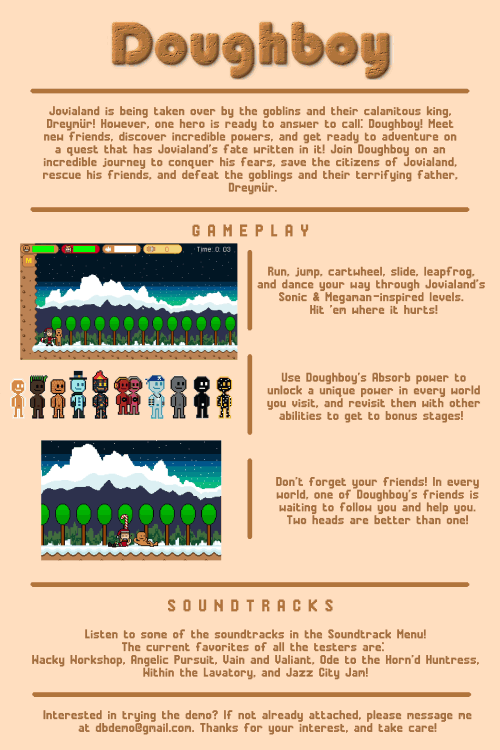 Doughboy
Jovialand is being taken over by the goblins and their calamitous king,
Dreymür! However, one hero is ready to answer to call: Doughboy! Meet
new friends, discover incredible powers, and get ready to adventure on
a quest that has Jovialand's fate written in it! Join Doughboy on an
incredible journey to conquer his fears, save the citizens of Jovialand,
rescue his friends, and defeat the goblings and their terrifying father,
Dreymür.
GAMEPLAY
Time: 0: 03
M
Run, jump, cartwheel, slide, leapfrog,
and dance your way through Jovialand's
Sonic & Megaman-inspired levels.
Hit 'em where it hurts!
Use Doughboy's Absorb power to
unlock a unique power in every world
you visit, and revisit them with other
abilities to get to bonus stages!
Don't forget your friends! In every
world, one of Doughboy's friends is
waiting to follow you and help you.
Two heads are better than one!
SOUNDTRACKS
Listen to some of the soundtracks in the Soundtrack Menu!
The current favorites of all the testers are:
Wacky Workshop, Angelic Pursuit, Vain and Valiant, Ode to the Horn'd Huntress,
Within the Lavatory, and Jazz City Jam!
Interested in trying the demo? If not already attached, please message me
at dbdemo@gmail.com. Thanks for your interest, and take care!